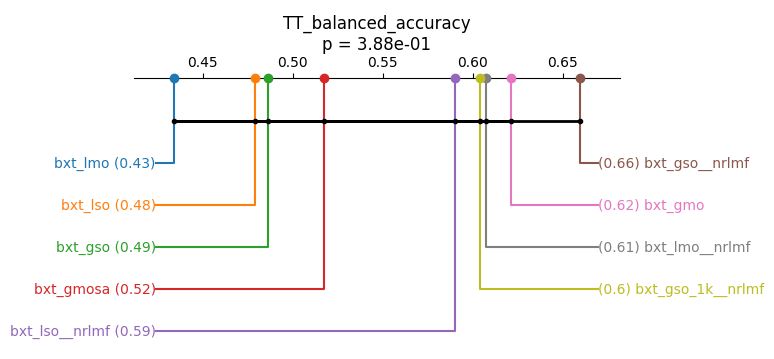 TT_balanced_accuracy
p = 3.88e-01
0.45 0.50 0.55 0.60 0.65
bxt_lmo (0.43)
(0.66) bxt_gso__nrlmf
bxt_lso (0.48)
(0.62) bxt_gmo
bxt_gso (0.49)
(0.61) bxt_lmo__nrlmf
bxt_gmosa (0.52)
(0.6) bxt_gso_1k__nrlmf
bxt_lso__nrlmf (0.59)